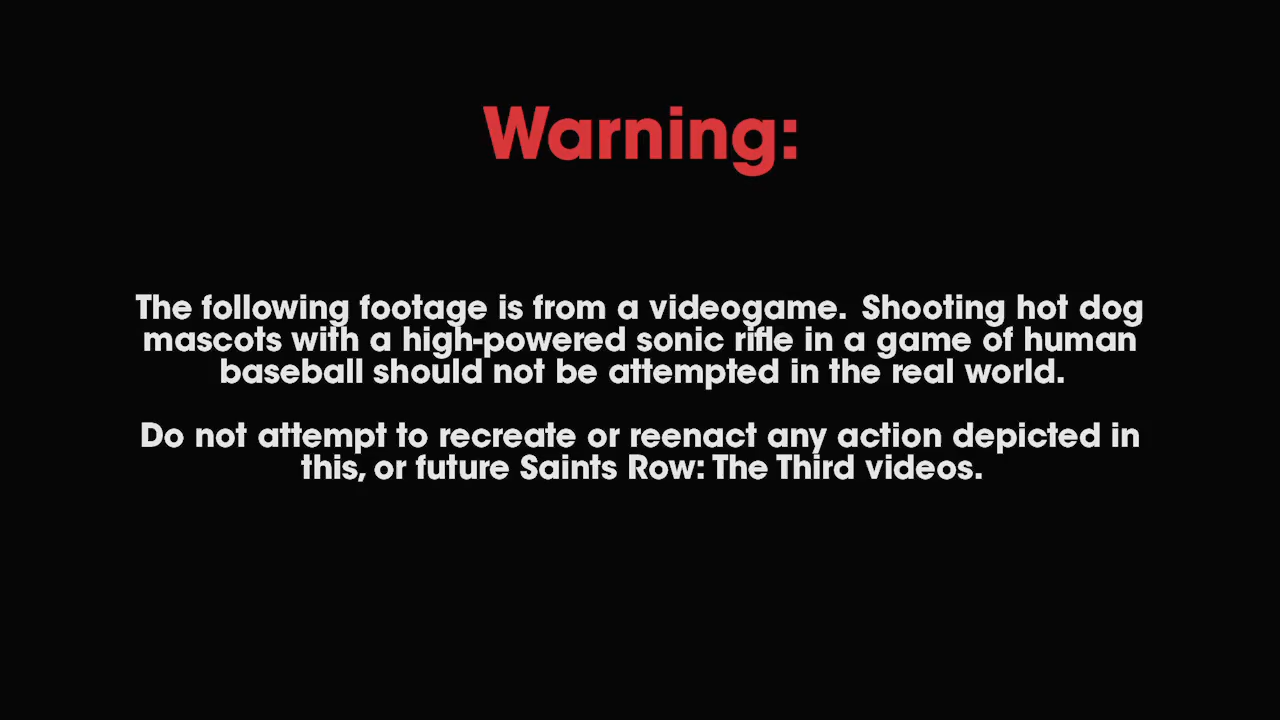 Warning:
The following footage is from a videogame.  Shooting hot dog
mascots with a high-powered sonic rifle in a game of human
baseball should not be attempted in the real world.
Do not attempt to recreate or reenact any action depicted in
this, or future Saints Row: The Third videos.